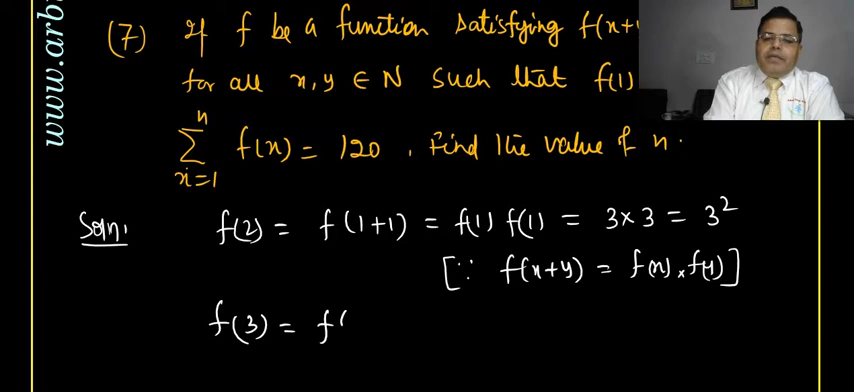 www.arb
(7) If f be a function satisfying f(x+
for all x, y ∈ N such that f(1)
n
∑ f(x) = 120 , Find the value of n.
x=1
Soln: f(2) = f(1+1) = f(1) f(1) = 3×3 = 3²
[∵ f(x+y) = f(x) × f(y)]
f(3) = f(